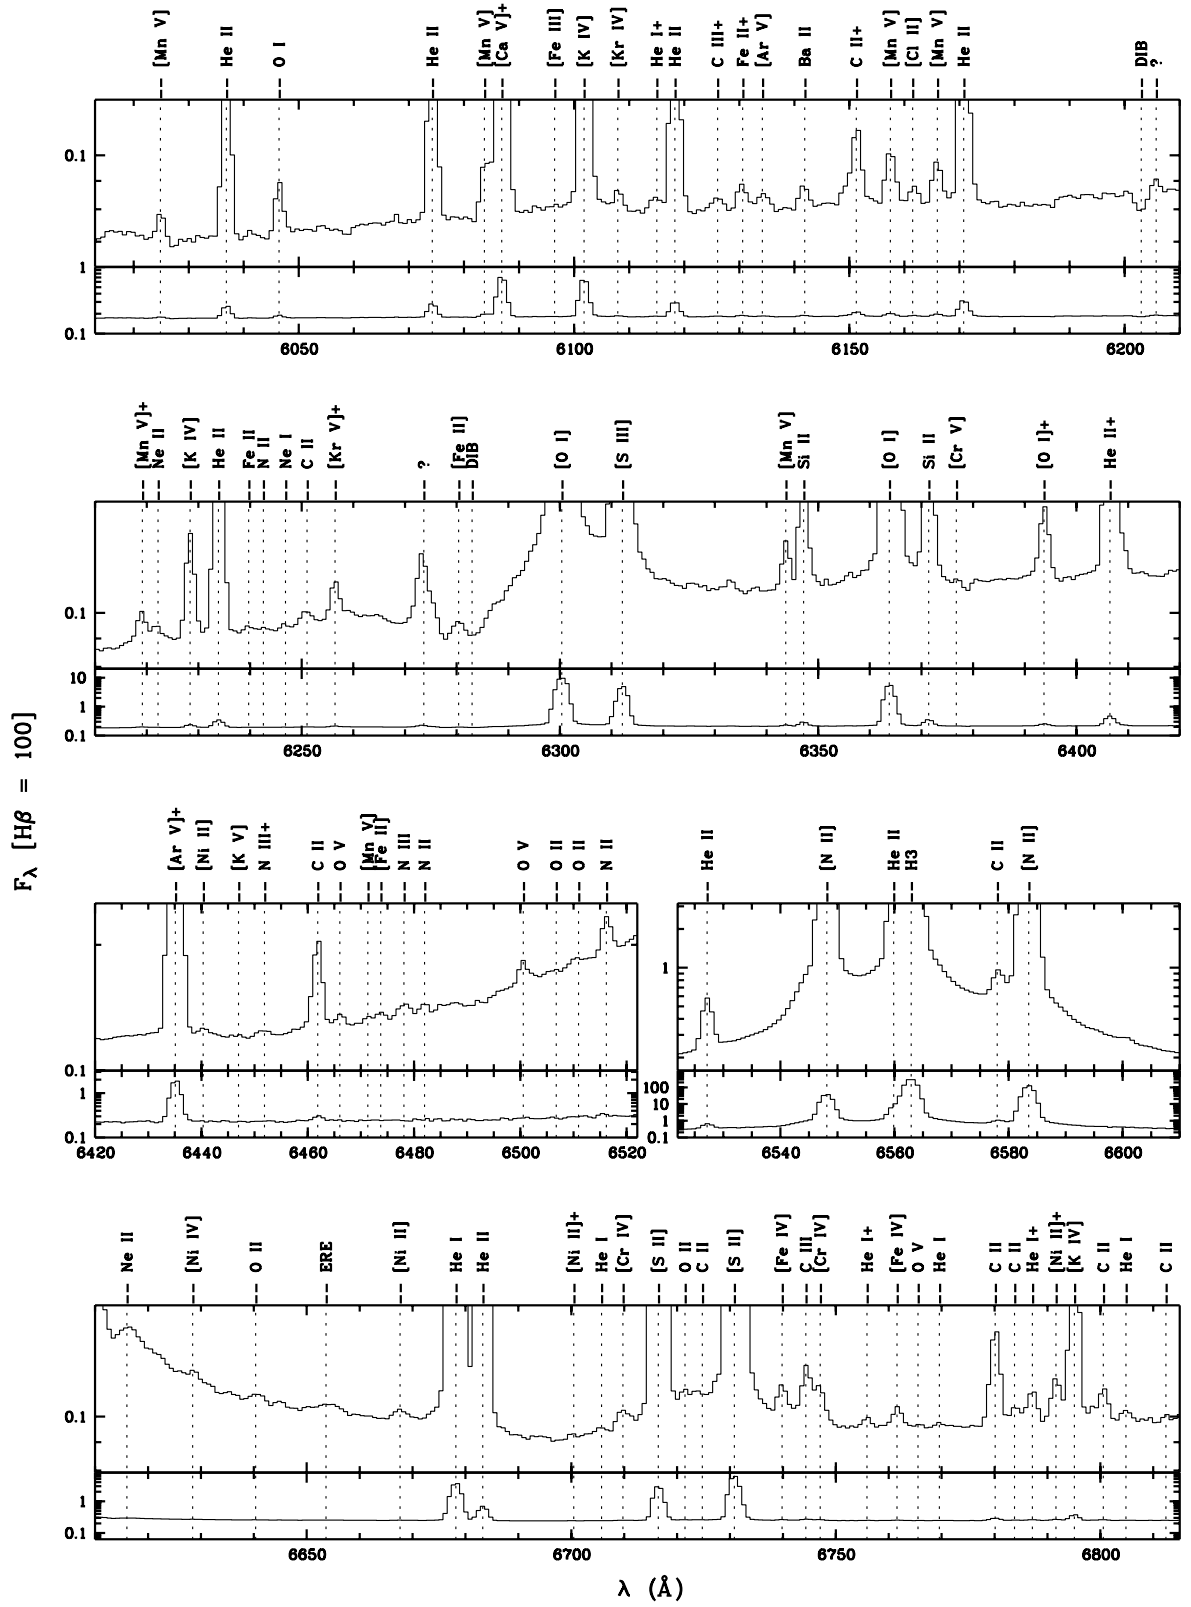 [Mn V] He II O I He II [Mn V] [Ca V]+ [Fe III] [K IV] [Kr IV] He I+ He II C III+ Fe II+ [Ar V] Ba II C II+ [Mn V] [Cl II] [Mn V] He II DIB ?
0.1
1
0.1
6050 6100 6150 6200
[Mn V]+ Ne II [K IV] He II Fe II N II Ne I C II [Kr V]+ ? [Fe II] DIB [O I] [S III] [Mn V] Si II [O I] Si II [Cr V] [O I]+ He II+
0.1
10
1
0.1
6250 6300 6350 6400
F λ [Hβ = 100]
[Ar V]+ [Ni II] [K V] N III+ C II O V [Mn V] [Fe II] N III N II O V O II O II N II He II [N II] He II H3 C II [N II]
1
0.1
1 100
10
1
0.1 0.1
6420 6440 6460 6480 6500 6520 6540 6560 6580 6600
Ne II [Ni IV] O II ERE [Ni II] He I He II [Ni II]+ He I [Cr IV] [S II] O II C II [S II] [Fe IV] C III [Cr IV] He I+ [Fe IV] O V He I C II C II He I+ [Ni II]+ [K IV] C II He I C II
0.1
1
0.1
6650 6700 6750 6800
λ (Å)